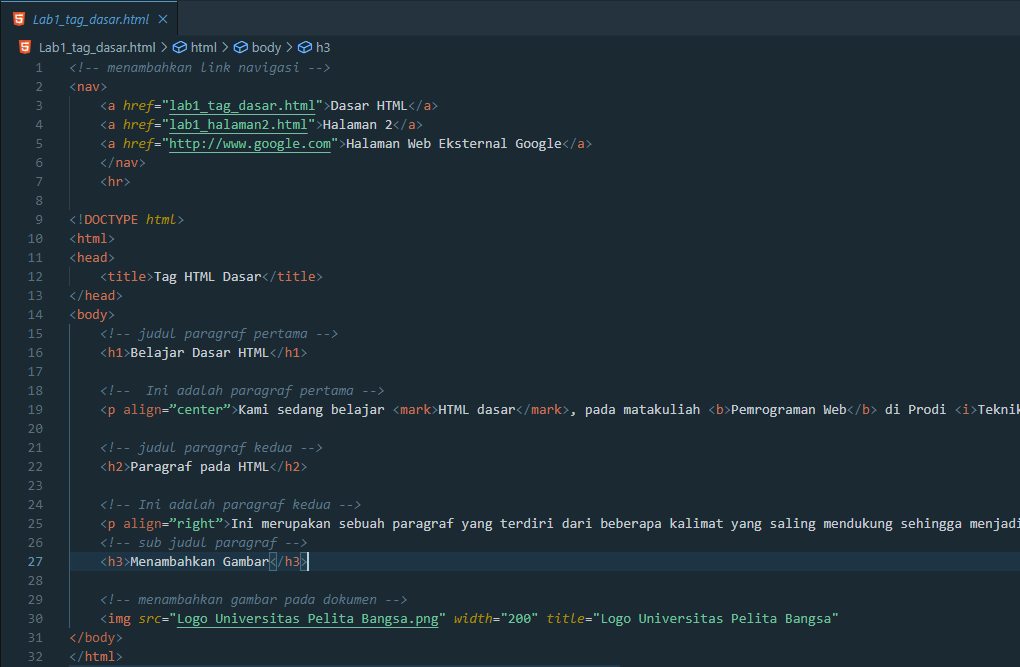 Lab1_tag_dasar.html ×
Lab1_tag_dasar.html > html > body > h3
1 <!-- menambahkan link navigasi -->
2 <nav>
3 <a href="lab1_tag_dasar.html">Dasar HTML</a>
4 <a href="lab1_halaman2.html">Halaman 2</a>
5 <a href="http://www.google.com">Halaman Web Eksternal Google</a>
6 </nav>
7 <hr>
8
9 <!DOCTYPE html>
10 <html>
11 <head>
12 <title>Tag HTML Dasar</title>
13 </head>
14 <body>
15 <!-- judul paragraf pertama -->
16 <h1>Belajar Dasar HTML</h1>
17
18 <!--  Ini adalah paragraf pertama -->
19 <p align=”center”>Kami sedang belajar <mark>HTML dasar</mark>, pada matakuliah <b>Pemrograman Web</b> di Prodi <i>Teknik
20
21 <!-- judul paragraf kedua -->
22 <h2>Paragraf pada HTML</h2>
23
24 <!-- Ini adalah paragraf kedua -->
25 <p align=”right”>Ini merupakan sebuah paragraf yang terdiri dari beberapa kalimat yang saling mendukung sehingga menjadi
26 <!-- sub judul paragraf -->
27 <h3>Menambahkan Gambar</h3>
28
29 <!-- menambahkan gambar pada dokumen -->
30 <img src="Logo Universitas Pelita Bangsa.png" width="200" title="Logo Universitas Pelita Bangsa"
31 </body>
32 </html>